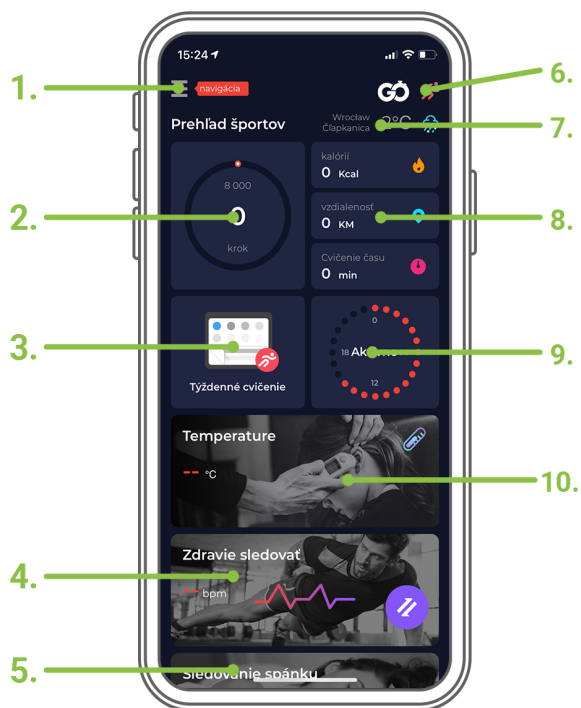 15:24
1.
navigácia
GO
6.
Prehľad športov
Wrocław
Čľapkanica
2°C
7.
8 000
0
krok
2.
kalórií
0 Kcal
vzdialenosť
0 KM
8.
Cvičenie času
0 min
3.
Týždenné cvičenie
0
18
12
9.
Temperature
-- °C
10.
Zdravie sledovať
-- bpm
4.
5.
Sledovanie spánku